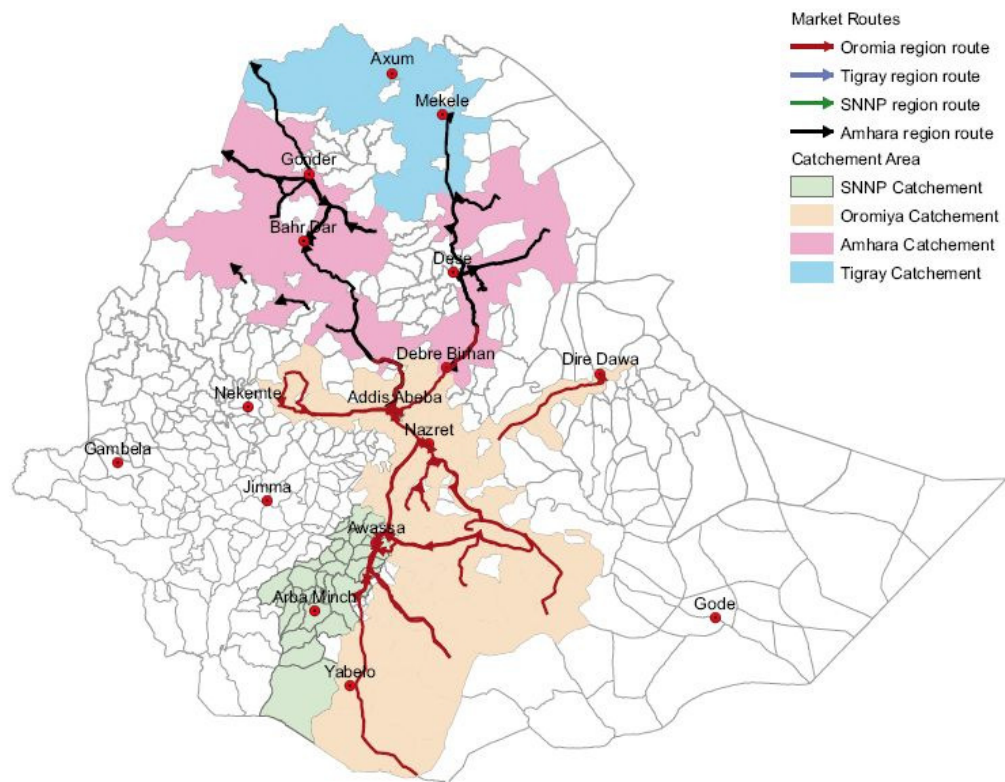 Market Routes
Oromia region route
Tigray region route
SNNP region route
Amhara region route
Catchement Area
SNNP Catchement
Oromiya Catchement
Amhara Catchement
Tigray Catchement
Axum
Mekele
Gonder
Bahr Dar
Dese
Debre Birhan
Dire Dawa
Nekemte
Addis Abeba
Nazret
Gambela
Jimma
Awassa
Arba Minch
Gode
Yabelo